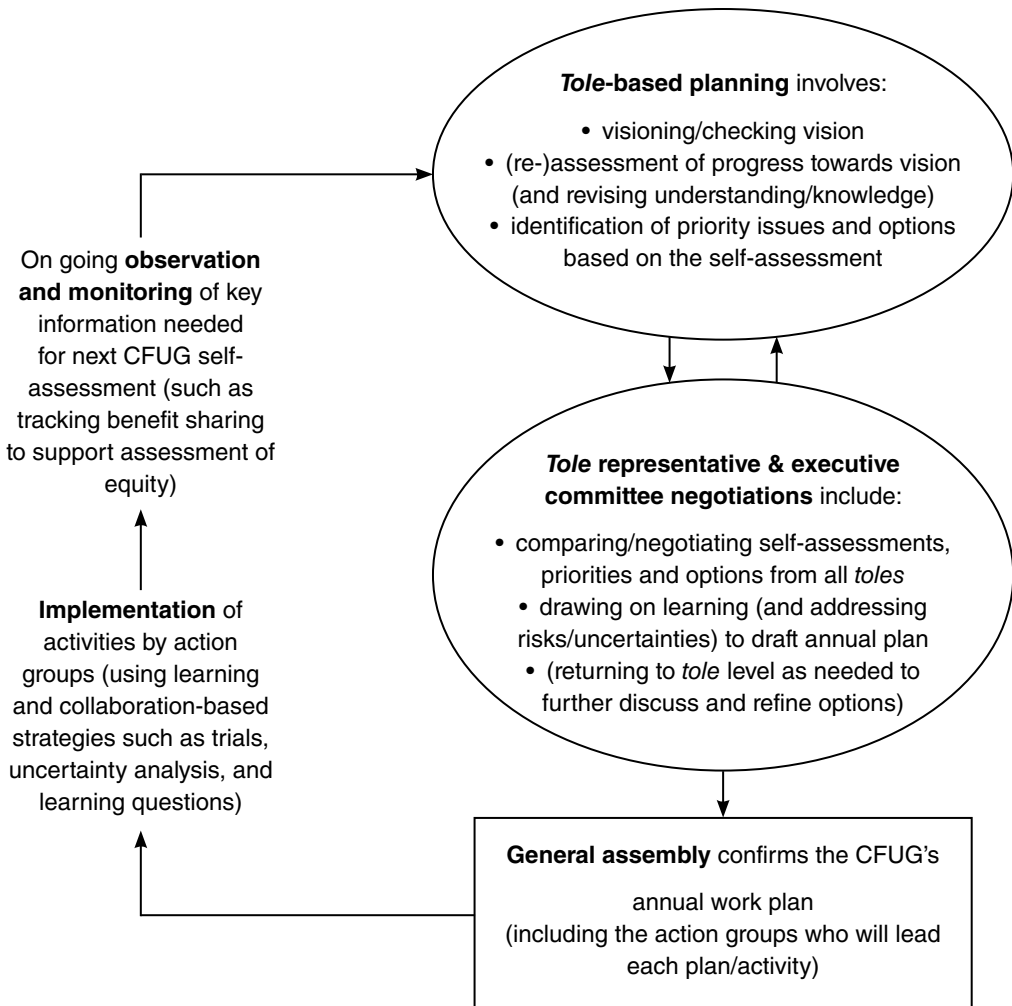 Tole-based planning involves:
• visioning/checking vision
• (re-)assessment of progress towards vision
(and revising understanding/knowledge)
• identification of priority issues and options
based on the self-assessment
Tole representative & executive
committee negotiations include:
• comparing/negotiating self-assessments,
priorities and options from all toles
• drawing on learning (and addressing
risks/uncertainties) to draft annual plan
• (returning to tole level as needed to
further discuss and refine options)
General assembly confirms the CFUG's
annual work plan
(including the action groups who will lead
each plan/activity)
Implementation of
activities by action
groups (using learning
and collaboration-based
strategies such as trials,
uncertainty analysis, and
learning questions)
On going observation
and monitoring of key
information needed
for next CFUG self-
assessment (such as
tracking benefit sharing
to support assessment of
equity)